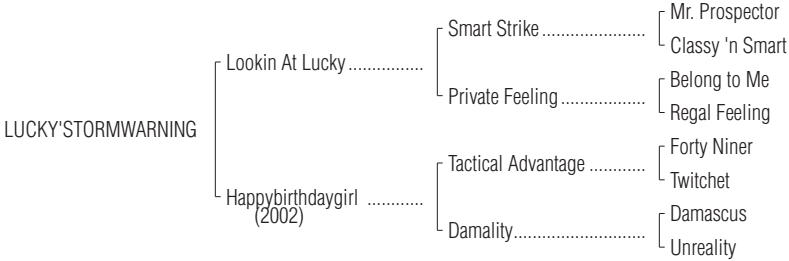 Mr. Prospector
Smart Strike ......................
Classy 'n Smart
Lookin At Lucky ................
Belong to Me
Private Feeling ..................
Regal Feeling
LUCKY'STORMWARNING
Forty Niner
Tactical Advantage ............
Twitchet
Happybirthdaygirl ............
(2002)
Damascus
Damality............................
Unreality